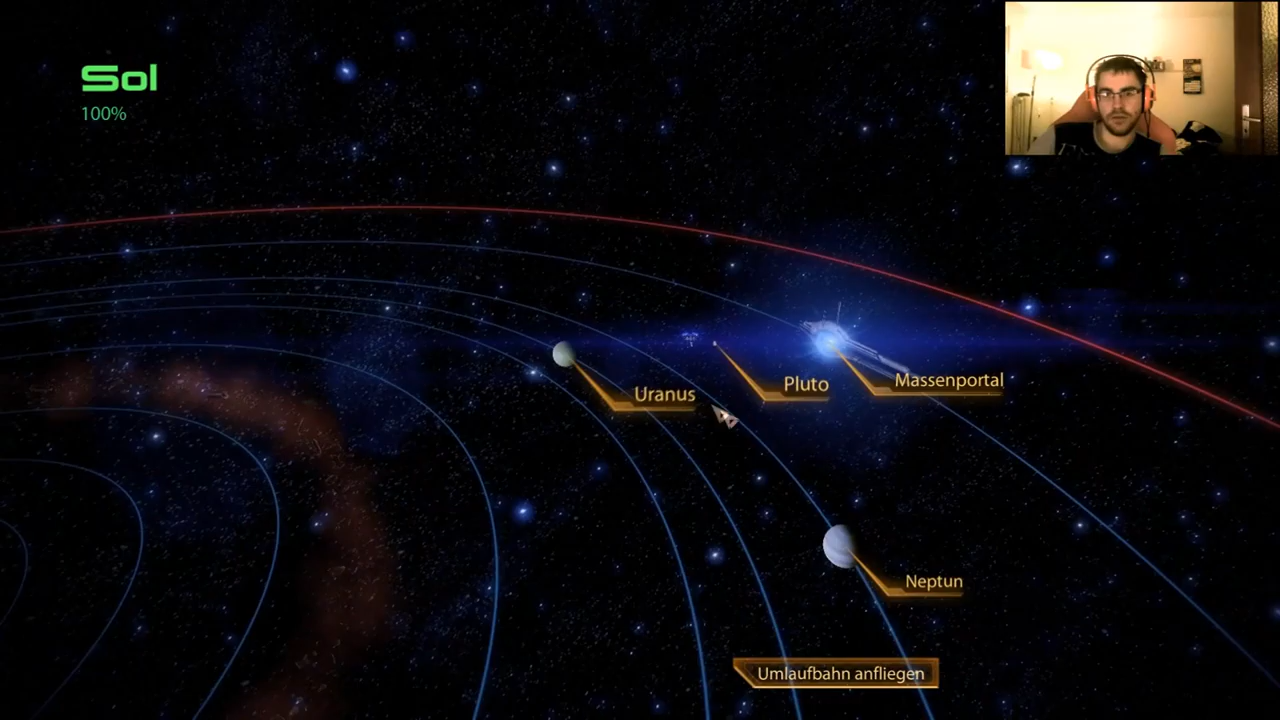 Sol
100%
Uranus
Pluto
Massenportal
Neptun
Umlaufbahn anfliegen